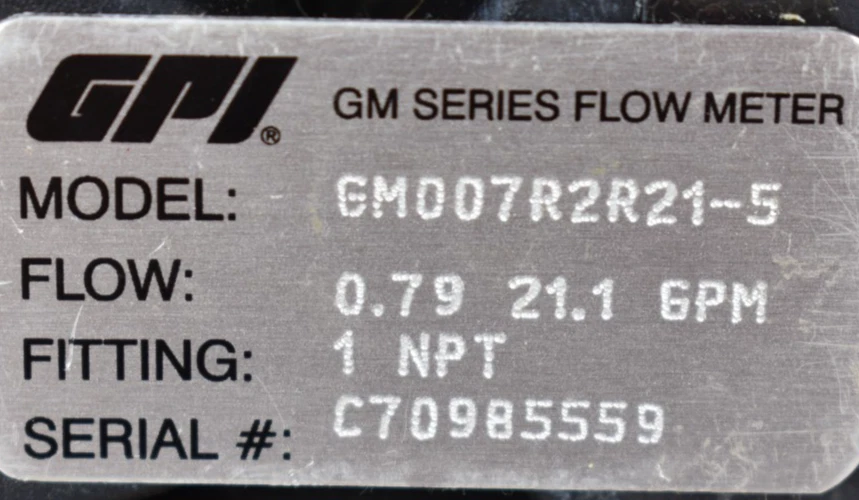 GPI® GM SERIES FLOW METER
MODEL: GM007R2R21-5
FLOW: 0.79 21.1 GPM
FITTING: 1 NPT
SERIAL #: C70985559